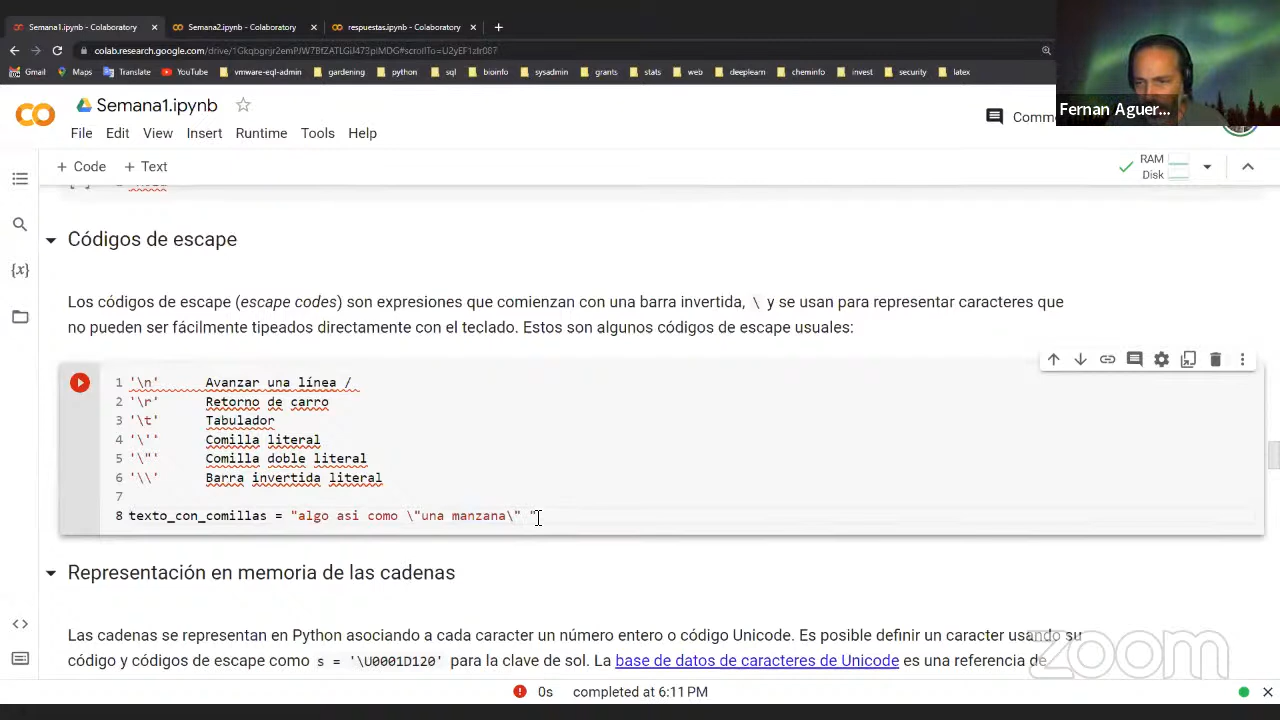 Semana1.ipynb - Colaboratory
Semana2.ipynb - Colaboratory
respuestas.ipynb - Colaboratory
Gmail
Maps
Translate
YouTube
vmware-eql-admin
gardening
python
sql
bioinfo
sysadmin
grants
stats
web
deeplearn
cheminfo
invest
security
latex
Fernan Aguer...
Semana1.ipynb
File Edit View Insert Runtime Tools Help
+ Code + Text
RAM
Disk
Códigos de escape
Los códigos de escape (escape codes) son expresiones que comienzan con una barra invertida, \ y se usan para representar caracteres que
no pueden ser fácilmente tipeados directamente con el teclado. Estos son algunos códigos de escape usuales:
1 '\n' Avanzar una línea /
2 '\r' Retorno de carro
3 '\t' Tabulador
4 '\'' Comilla literal
5 '\"' Comilla doble literal
6 '\\' Barra invertida literal
7
8 texto_con_comillas = "algo asi como \"una manzana\" "
Representación en memoria de las cadenas
Las cadenas se representan en Python asociando a cada caracter un número entero o código Unicode. Es posible definir un caracter usando su
código y códigos de escape como s = '\U0001D120' para la clave de sol. La base de datos de caracteres de Unicode es una referencia de
zoom
0s completed at 6:11 PM